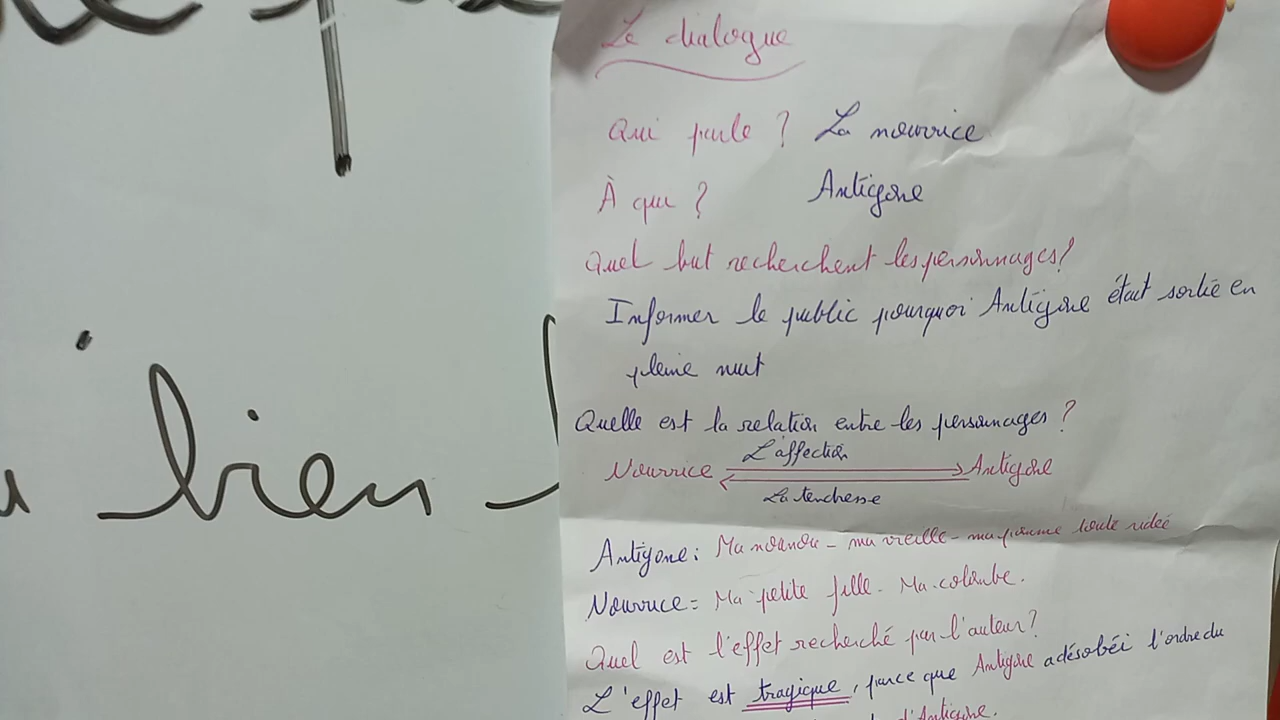 bien
Le dialogue
Qui parle ? La nourrice
À qui ? Antigone
Quel but recherchent les personnages ?
Informer le public pourquoi Antigone était sortie en
pleine nuit
Quelle est la relation entre les personnages ?
L'affection
Nourrice Antigone
La tendresse
Antigone : Ma nounou - ma vieille - ma pomme toute ridée
Nourrice = Ma petite fille - Ma colombe.
Quel est l'effet recherché par l'auteur ?
L'effet est tragique, parce que Antigone a désobéi l'ordre du
d'Antigone.